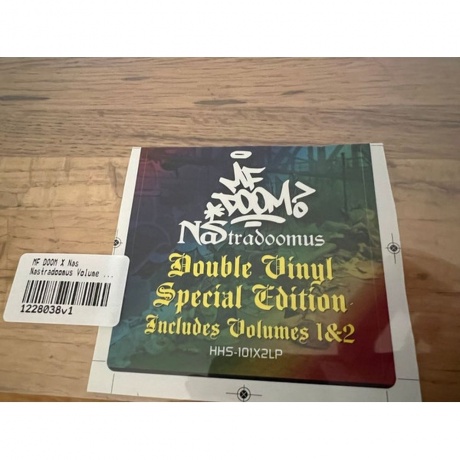 MF
DOOM?
NaStradoomus
Double Vinyl
Special Edition
Includes Volumes 1&2
HHS-101X2LP
MF DOOM X Nas
Nastradoomus Volume ...
1228038v1